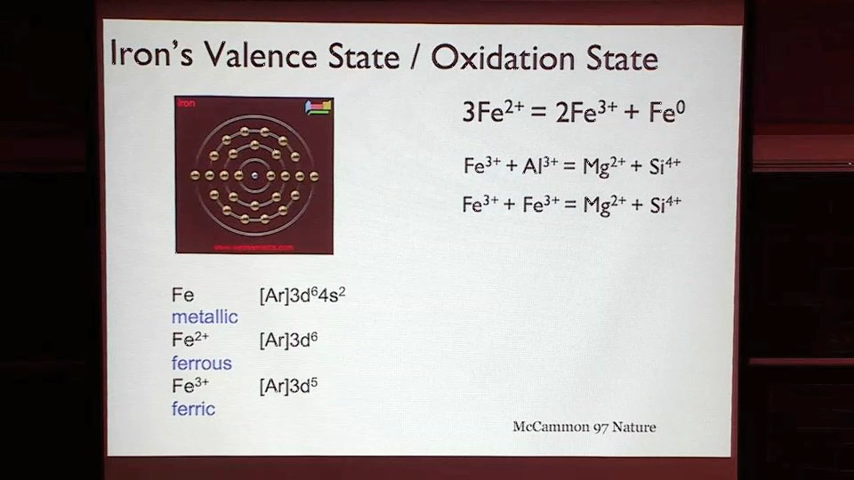 Iron's Valence State / Oxidation State
Iron
3Fe²⁺ = 2Fe³⁺ + Fe⁰
Fe³⁺ + Al³⁺ = Mg²⁺ + Si⁴⁺
Fe³⁺ + Fe³⁺ = Mg²⁺ + Si⁴⁺
Fe [Ar]3d⁶4s²
metallic
Fe²⁺ [Ar]3d⁶
ferrous
Fe³⁺ [Ar]3d⁵
ferric
McCammon 97 Nature